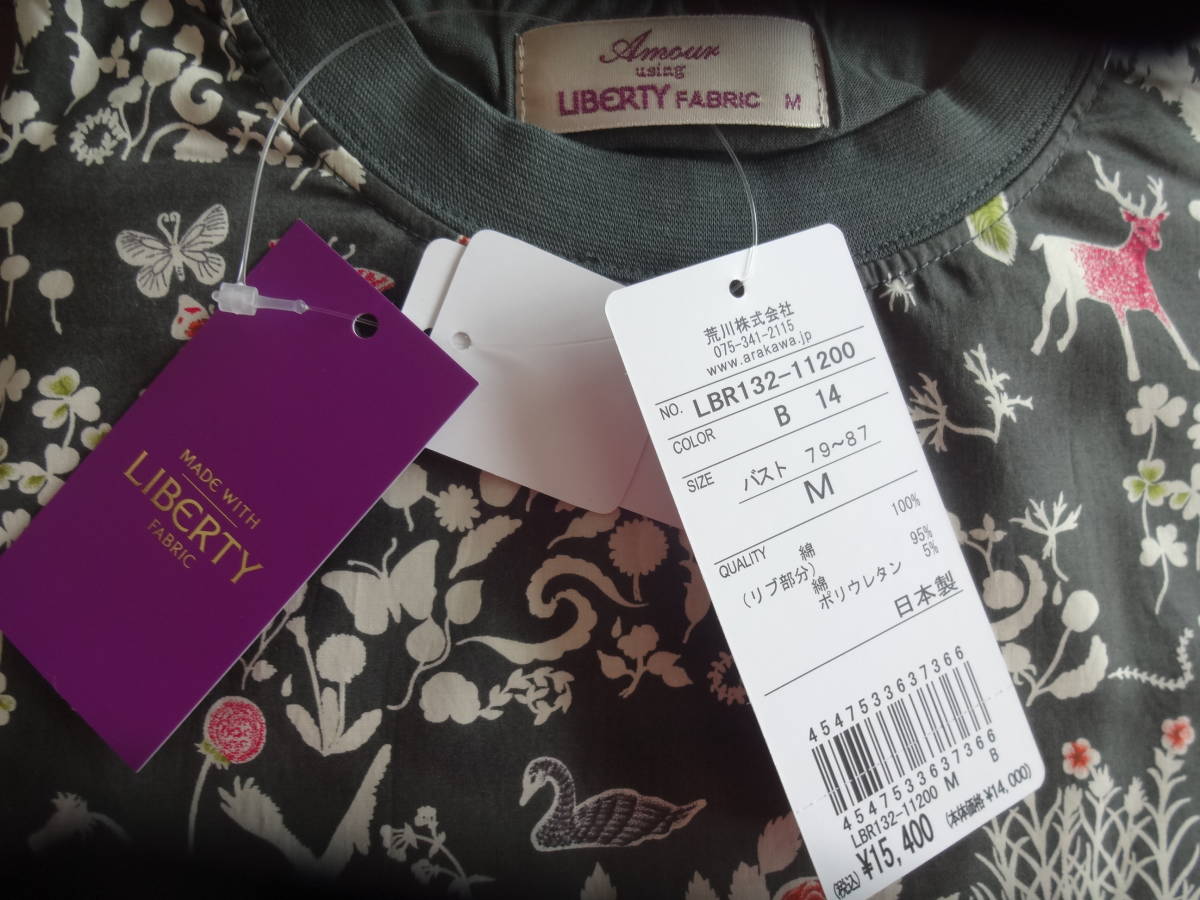 Amour
using
LIBERTY FABRIC M
MADE WITH
LIBERTY
FABRIC
荒川株式会社
075-341-2115
www.arakawa.jp
NO. LBR132-11200
COLOR B 14
SIZE バスト 79~87
M
QUALITY 綿 100%
(リブ部分)
綿 95%
ポリウレタン 5%
日本製
4547533637366
4547533637366
LBR132-11200 M B
(税込)¥15,400 (本体価格¥14,000)